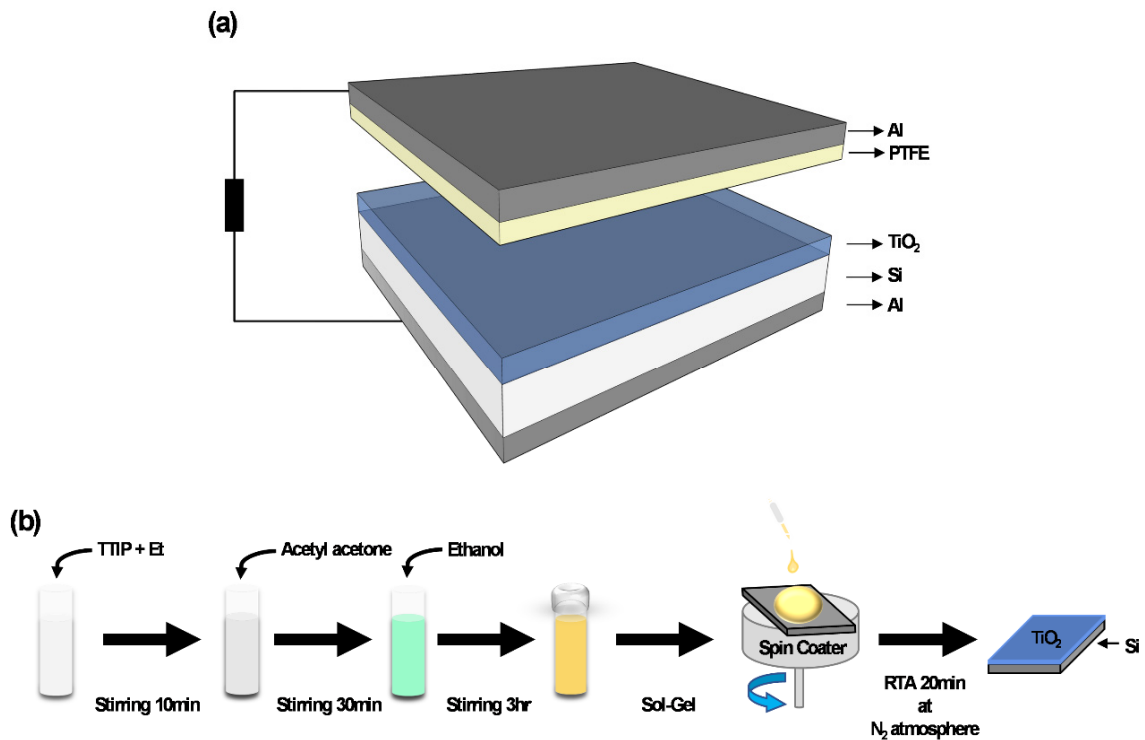 (a)
Al
PTFE
TiO₂
Si
Al
(b)
TTIP + Et
Acetyl acetone
Ethanol
Stirring 10min
Stirring 30min
Stirring 3hr
Sol-Gel
Spin Coater
RTA 20min
at
N₂ atmosphere
TiO₂
Si